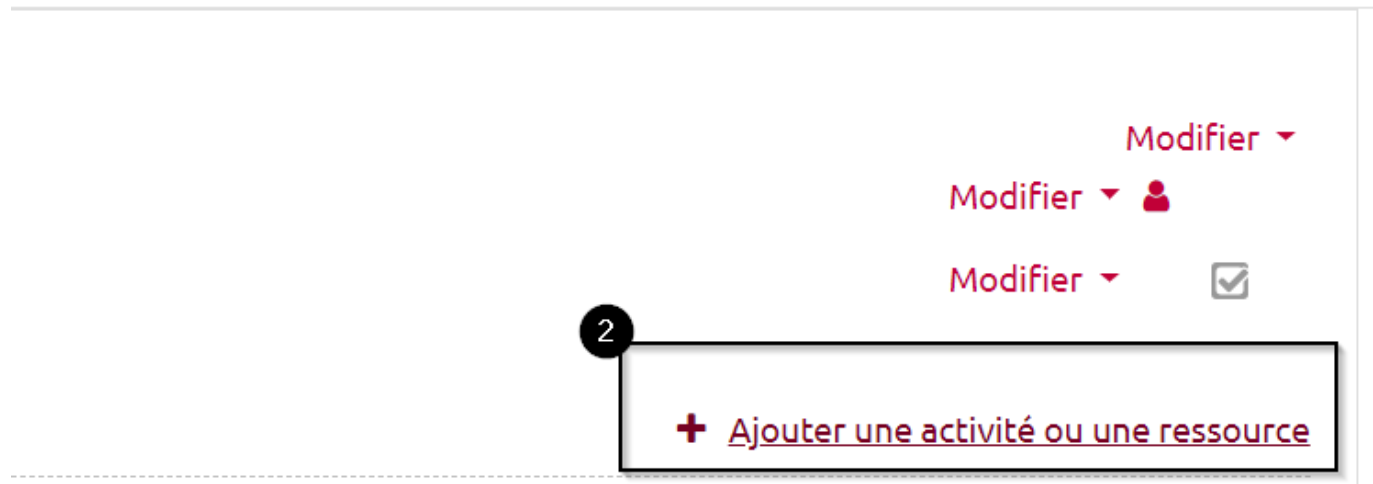 Modifier
Modifier
Modifier
2
Ajouter une activité ou une ressource